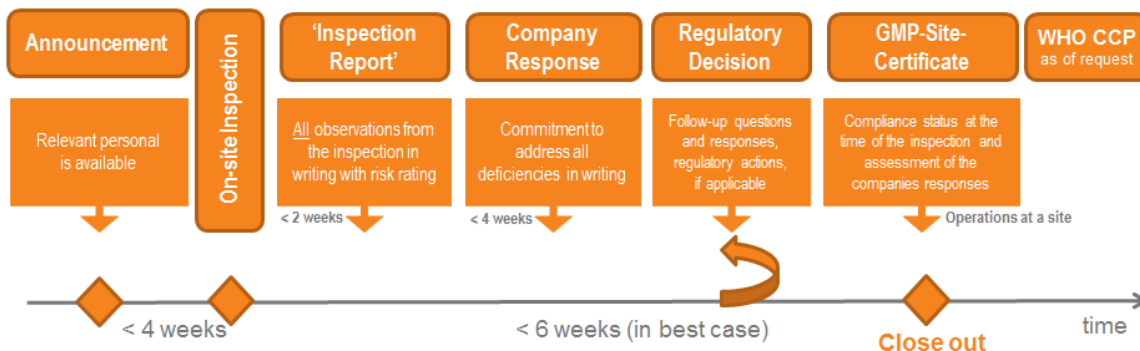 Announcement
Relevant personal
is available
On-site Inspection
‘Inspection
Report’
All observations from
the inspection in
writing with risk rating
< 2 weeks
Company
Response
Commitment to
address all
deficiencies in writing
< 4 weeks
Regulatory
Decision
Follow-up questions
and responses,
regulatory actions,
if applicable
GMP-Site-
Certificate
Compliance status at the
time of the inspection and
assessment of the
companies responses
Operations at a site
WHO CCP
as of request
< 4 weeks
< 6 weeks (in best case)
Close out
time